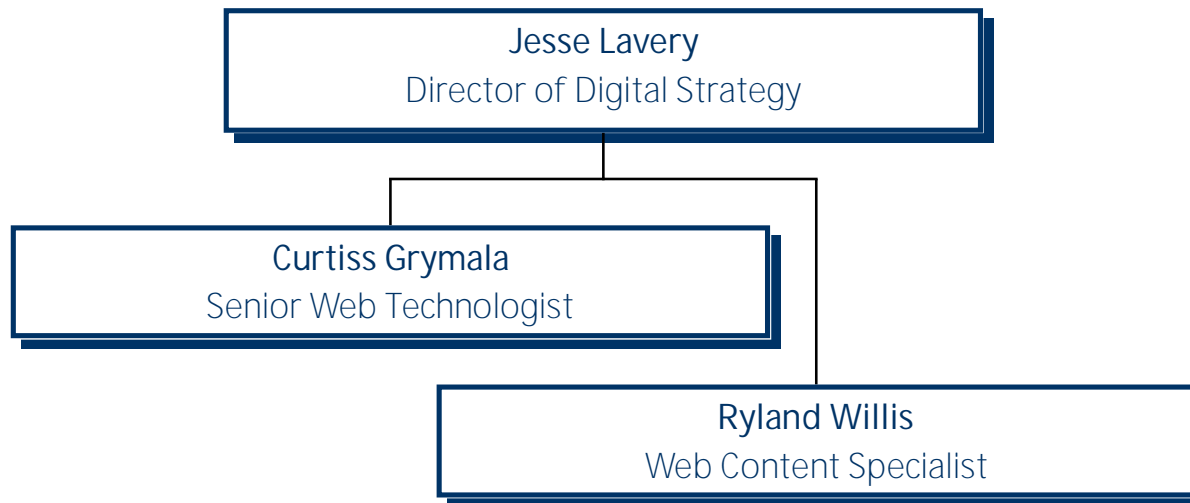 Jesse Lavery
Director of Digital Strategy
Curtiss Grymala
Senior Web Technologist
Ryland Willis
Web Content Specialist